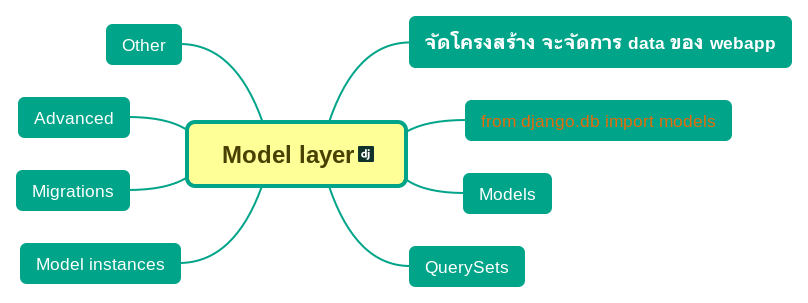 Other
จัดโครงสร้าง จะจัดการ data ของ webapp
Advanced
from django.db import models
Model layer dj
Migrations
Models
Model instances
QuerySets